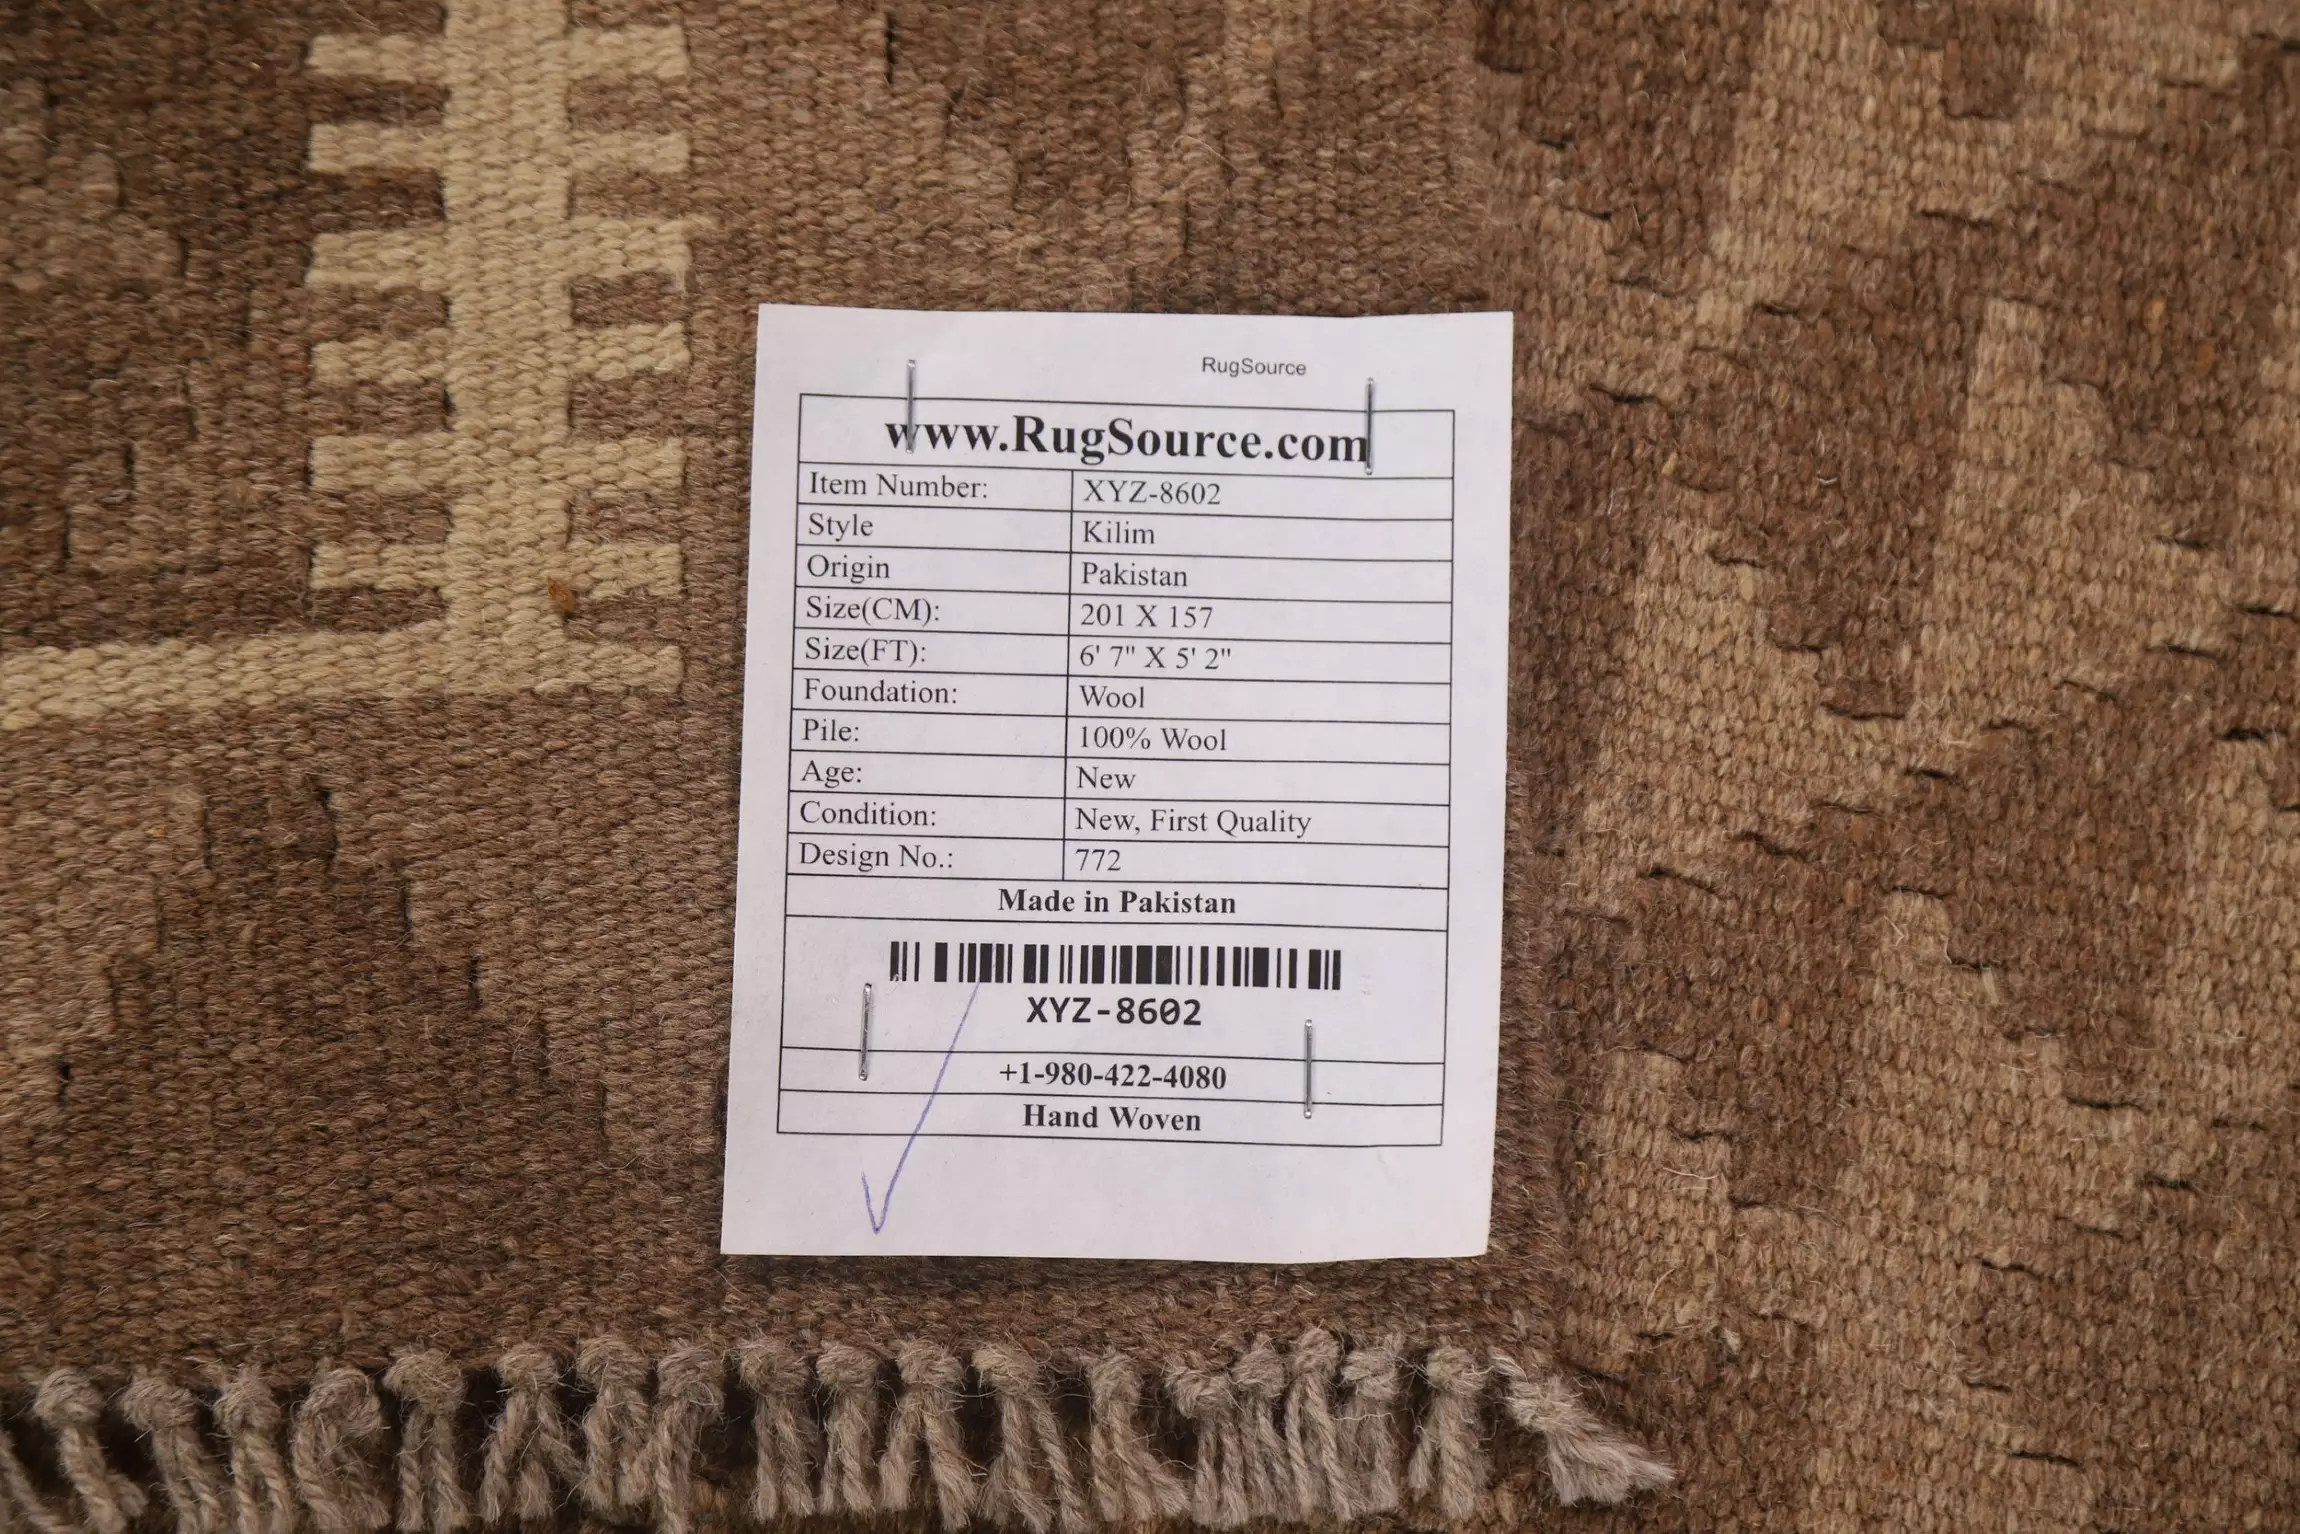 RugSource
www.RugSource.com
Item Number: XYZ-8602
Style Kilim
Origin Pakistan
Size(CM): 201 X 157
Size(FT): 6' 7" X 5' 2"
Foundation: Wool
Pile: 100% Wool
Age: New
Condition: New, First Quality
Design No.: 772
Made in Pakistan
XYZ-8602
+1-980-422-4080
Hand Woven